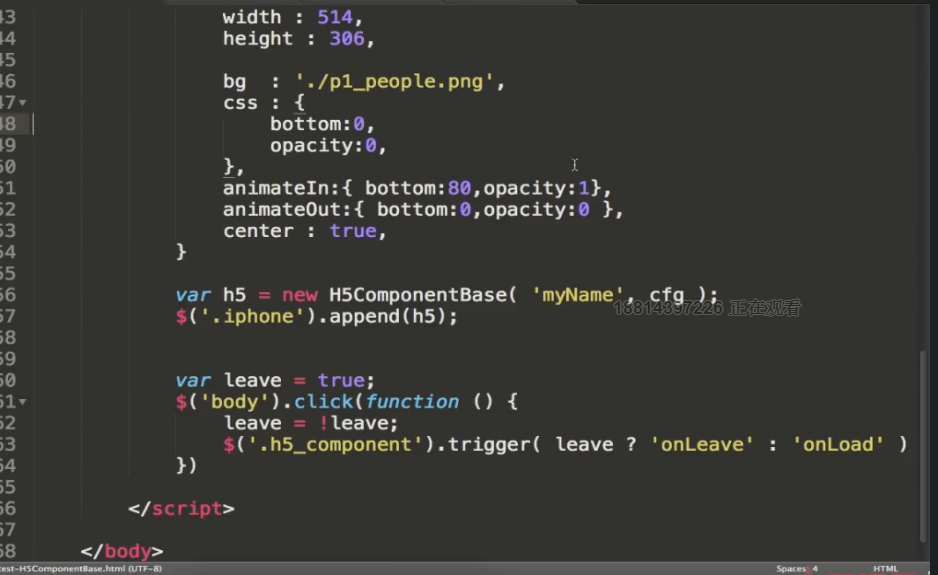 43 width : 514,
44 height : 306,
45
46 bg  : './p1_people.png',
47 css : {
48 bottom:0,
49 opacity:0,
50 },
51 animateIn:{ bottom:80,opacity:1},
52 animateOut:{ bottom:0,opacity:0 },
53 center : true,
54 }
55
56 var h5 = new H5ComponentBase( 'myName', cfg );
18814397226 正在观看
57 $('.iphone').append(h5);
58
59
60 var leave = true;
61 $('body').click(function () {
62 leave = !leave;
63 $('.h5_component').trigger( leave ? 'onLeave' : 'onLoad' )
64 })
65
66 </script>
67
68 </body>
test-H5ComponentBase.html (UTF-8) Spaces: 4 HTML